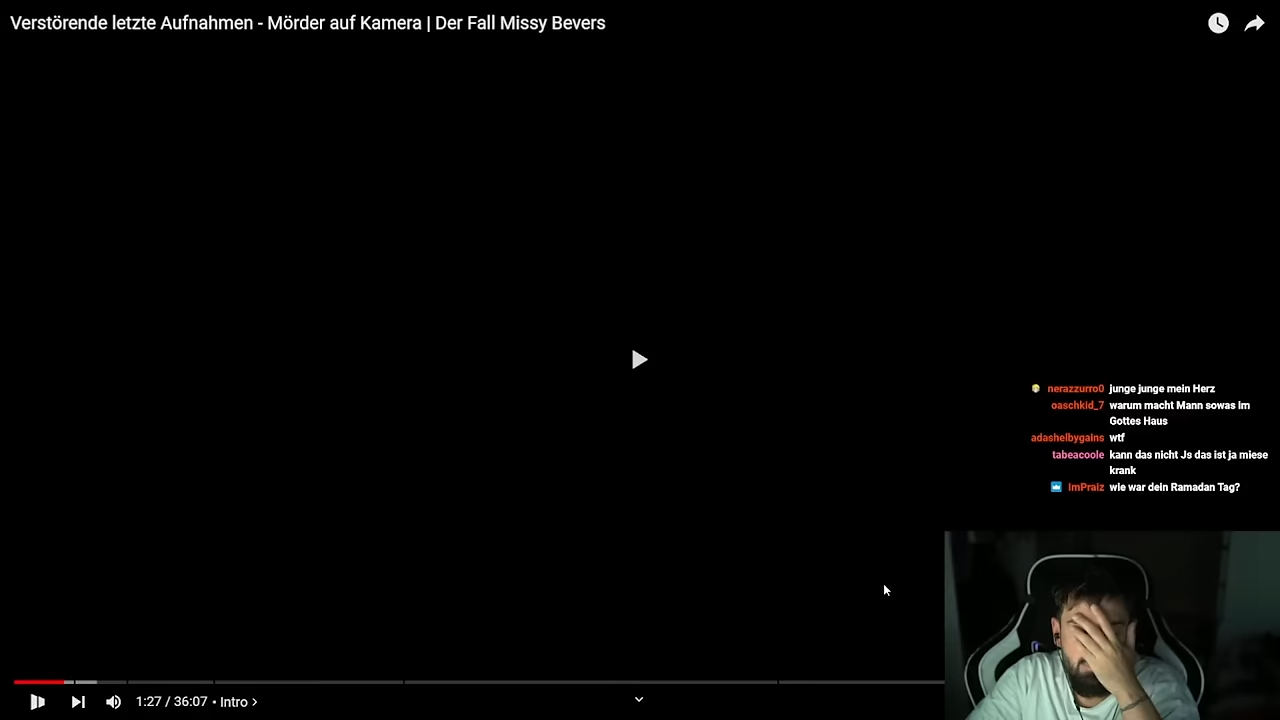 Verstörende letzte Aufnahmen - Mörder auf Kamera | Der Fall Missy Bevers
nerazzurro0 junge junge mein Herz
oaschkid_7 warum macht Mann sowas im
Gottes Haus
adashelbygains wtf
tabeacoole kann das nicht Js das ist ja miese
krank
ImPraiz wie war dein Ramadan Tag?
1:27 / 36:07 • Intro >